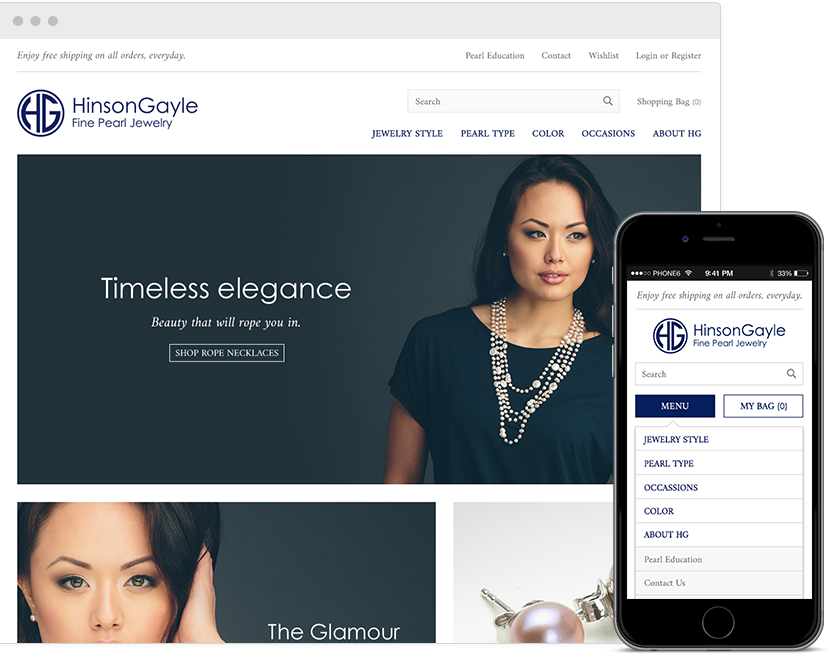 Enjoy free shipping on all orders, everyday.
Pearl Education Contact Wishlist Login or Register
HG
HinsonGayle
Fine Pearl Jewelry
Search
Shopping Bag (0)
JEWELRY STYLE PEARL TYPE COLOR OCCASIONS ABOUT HG
Timeless elegance
Beauty that will rope you in.
SHOP ROPE NECKLACES
The Glamour
PHONE6 9:41 PM 33%
Enjoy free shipping on all orders, everyday.
HG
HinsonGayle
Fine Pearl Jewelry
Search
MENU MY BAG (0)
JEWELRY STYLE
PEARL TYPE
OCCASSIONS
COLOR
ABOUT HG
Pearl Education
Contact Us